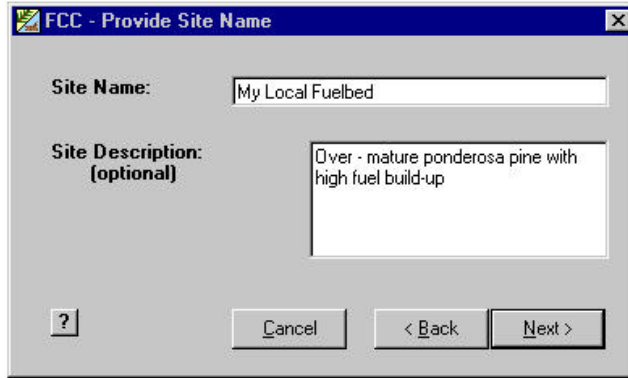 FCC - Provide Site Name
Site Name:
My Local Fuelbed
Site Description:
(optional)
Over - mature ponderosa pine with
high fuel build-up
?
Cancel
< Back
Next >